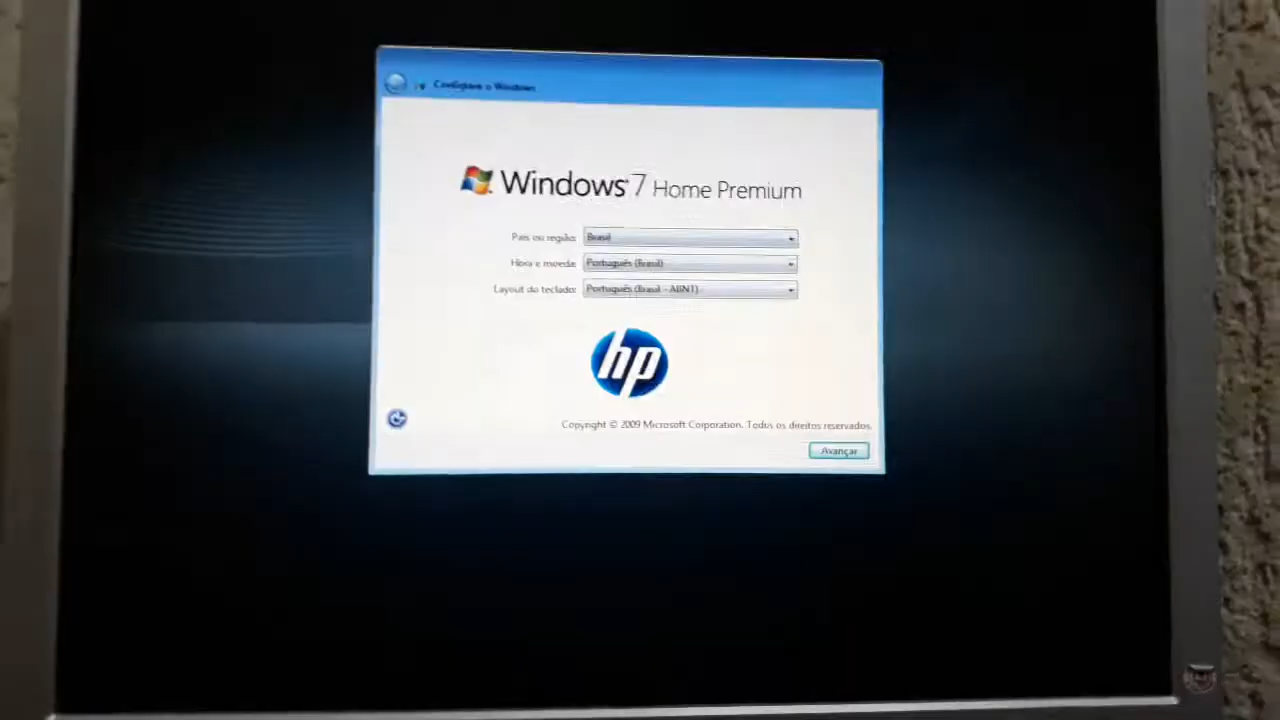 Configurar o Windows
Windows 7 Home Premium
País ou região: Brasil
Hora e moeda: Português (Brasil)
Layout do teclado: Português (Brasil - ABNT)
hp
Copyright © 2009 Microsoft Corporation. Todos os direitos reservados.
Avançar